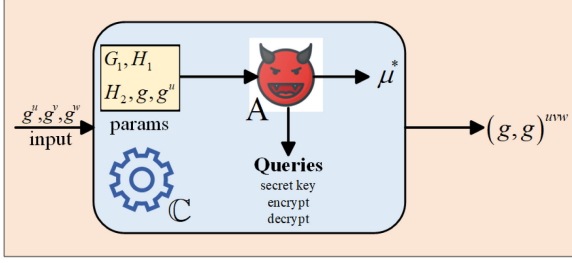 g^u,g^v,g^w
input
G_1,H_1
H_2,g,g^u
params
A
μ^*
Queries
secret key
encrypt
decrypt
ℂ
(g,g)^{uvw}